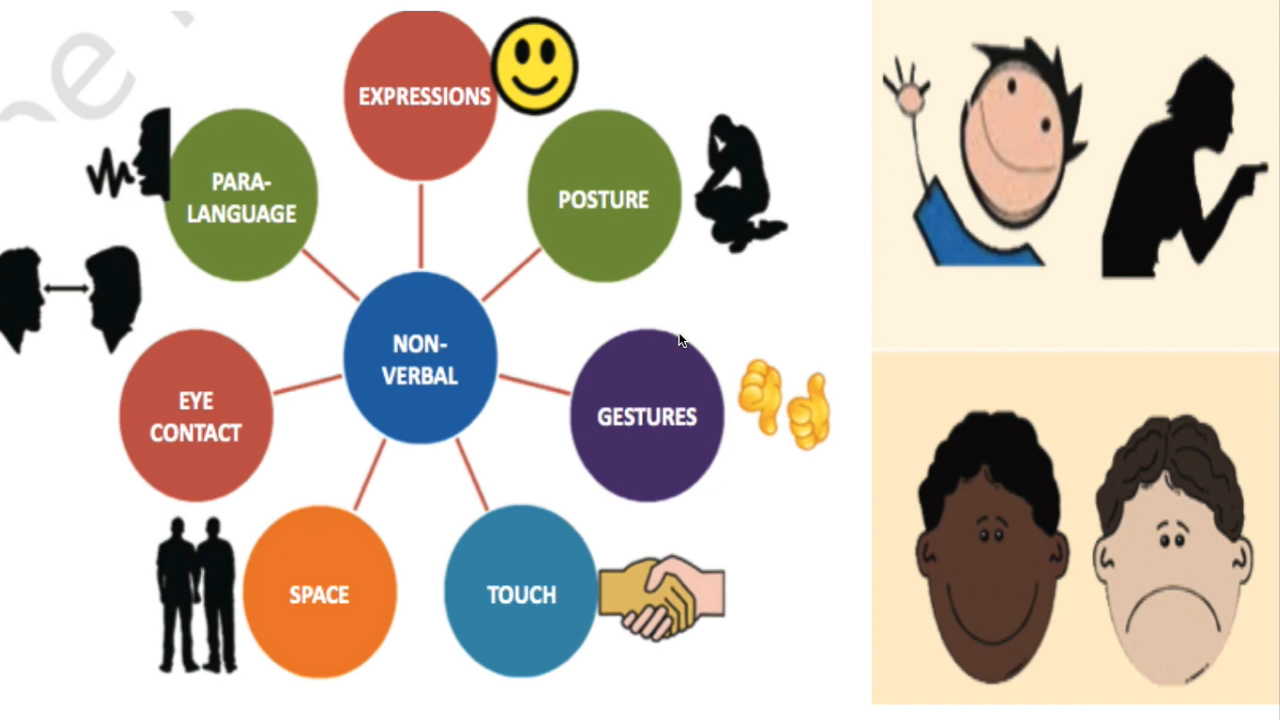 EXPRESSIONS
PARA-
LANGUAGE
POSTURE
NON-
VERBAL
EYE
CONTACT
GESTURES
SPACE
TOUCH